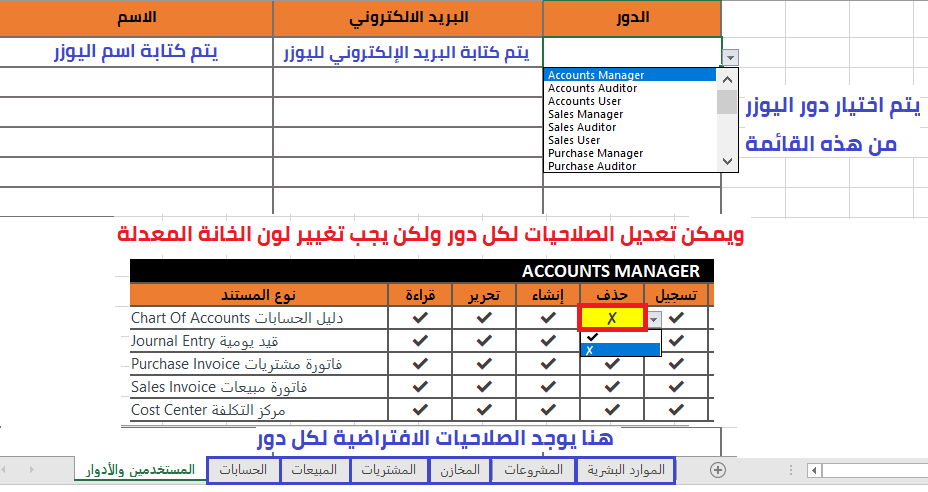 الدور البريد الالكتروني الاسم
يتم كتابة البريد الإلكتروني لليوزر يتم كتابة اسم اليوزر
Accounts Manager
Accounts Auditor
Accounts User
Sales Manager
Sales Auditor
Sales User
Purchase Manager
Purchase Auditor
يتم اختيار دور اليوزر
من هذه القائمة
ويمكن تعديل الصلاحيات لكل دور ولكن يجب تغيير لون الخانة المعدلة
ACCOUNTS MANAGER
تسجيل حذف إنشاء تحرير قراءة نوع المستند
✔ ✗ ✔ ✔ ✔ Chart Of Accounts دليل الحسابات
✔
✗
✔ ✔ ✔ ✔ Journal Entry قيد يومية
✔ ✔ ✔ ✔ ✔ Purchase Invoice فاتورة مشتريات
✔ ✔ ✔ ✔ ✔ Sales Invoice فاتورة مبيعات
✔ ✔ ✔ ✔ ✔ Cost Center مركز التكلفة
هنا يوجد الصلاحيات الافتراضية لكل دور
المستخدمين والأدوار الحسابات المبيعات المشتريات المخازن المشروعات الموارد البشرية